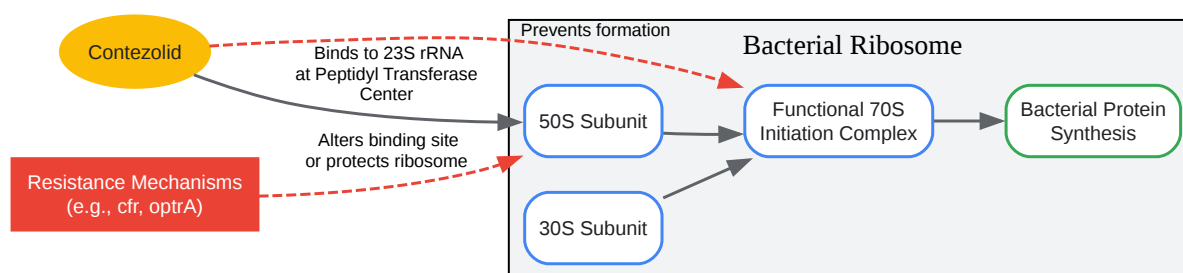 Contezolid
Binds to 23S rRNA
at Peptidyl Transferase
Center
Prevents formation
Bacterial Ribosome
50S Subunit
Functional 70S
Initiation Complex
Bacterial Protein
Synthesis
Alters binding site
or protects ribosome
Resistance Mechanisms
(e.g., cfr, optrA)
30S Subunit